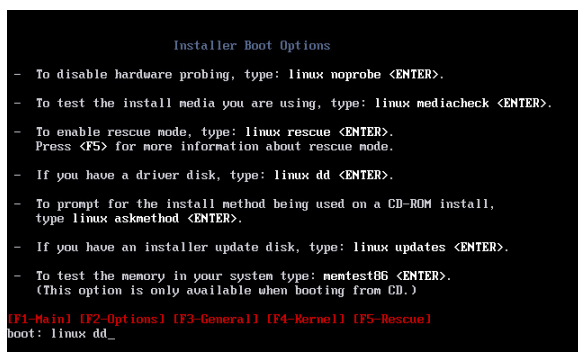 Installer Boot Options
- To disable hardware probing, type: linux noprobe <ENTER>.
- To test the install media you are using, type: linux mediacheck <ENTER>.
- To enable rescue mode, type: linux rescue <ENTER>.
Press <F5> for more information about rescue mode.
- If you have a driver disk, type: linux dd <ENTER>.
- To prompt for the install method being used on a CD-ROM install,
type linux askmethod <ENTER>.
- If you have an installer update disk, type: linux updates <ENTER>.
- To test the memory in your system type: memtest86 <ENTER>.
(This option is only available when booting from CD.)
[F1-Main] [F2-Options] [F3-General] [F4-Kernel] [F5-Rescue]
boot: linux dd_